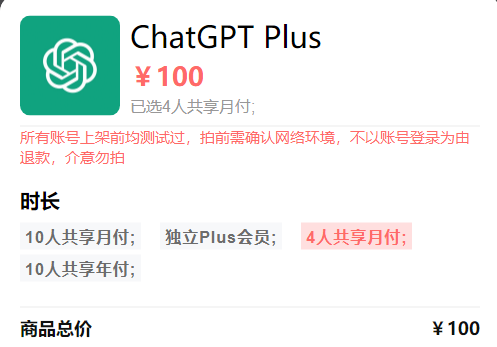 ChatGPT Plus
￥100
已选4人共享月付;
所有账号上架前均测试过，拍前需确认网络环境，不以账号登录为由
退款，介意勿拍
时长
10人共享月付; 独立Plus会员; 4人共享月付;
10人共享年付;
商品总价 ￥100